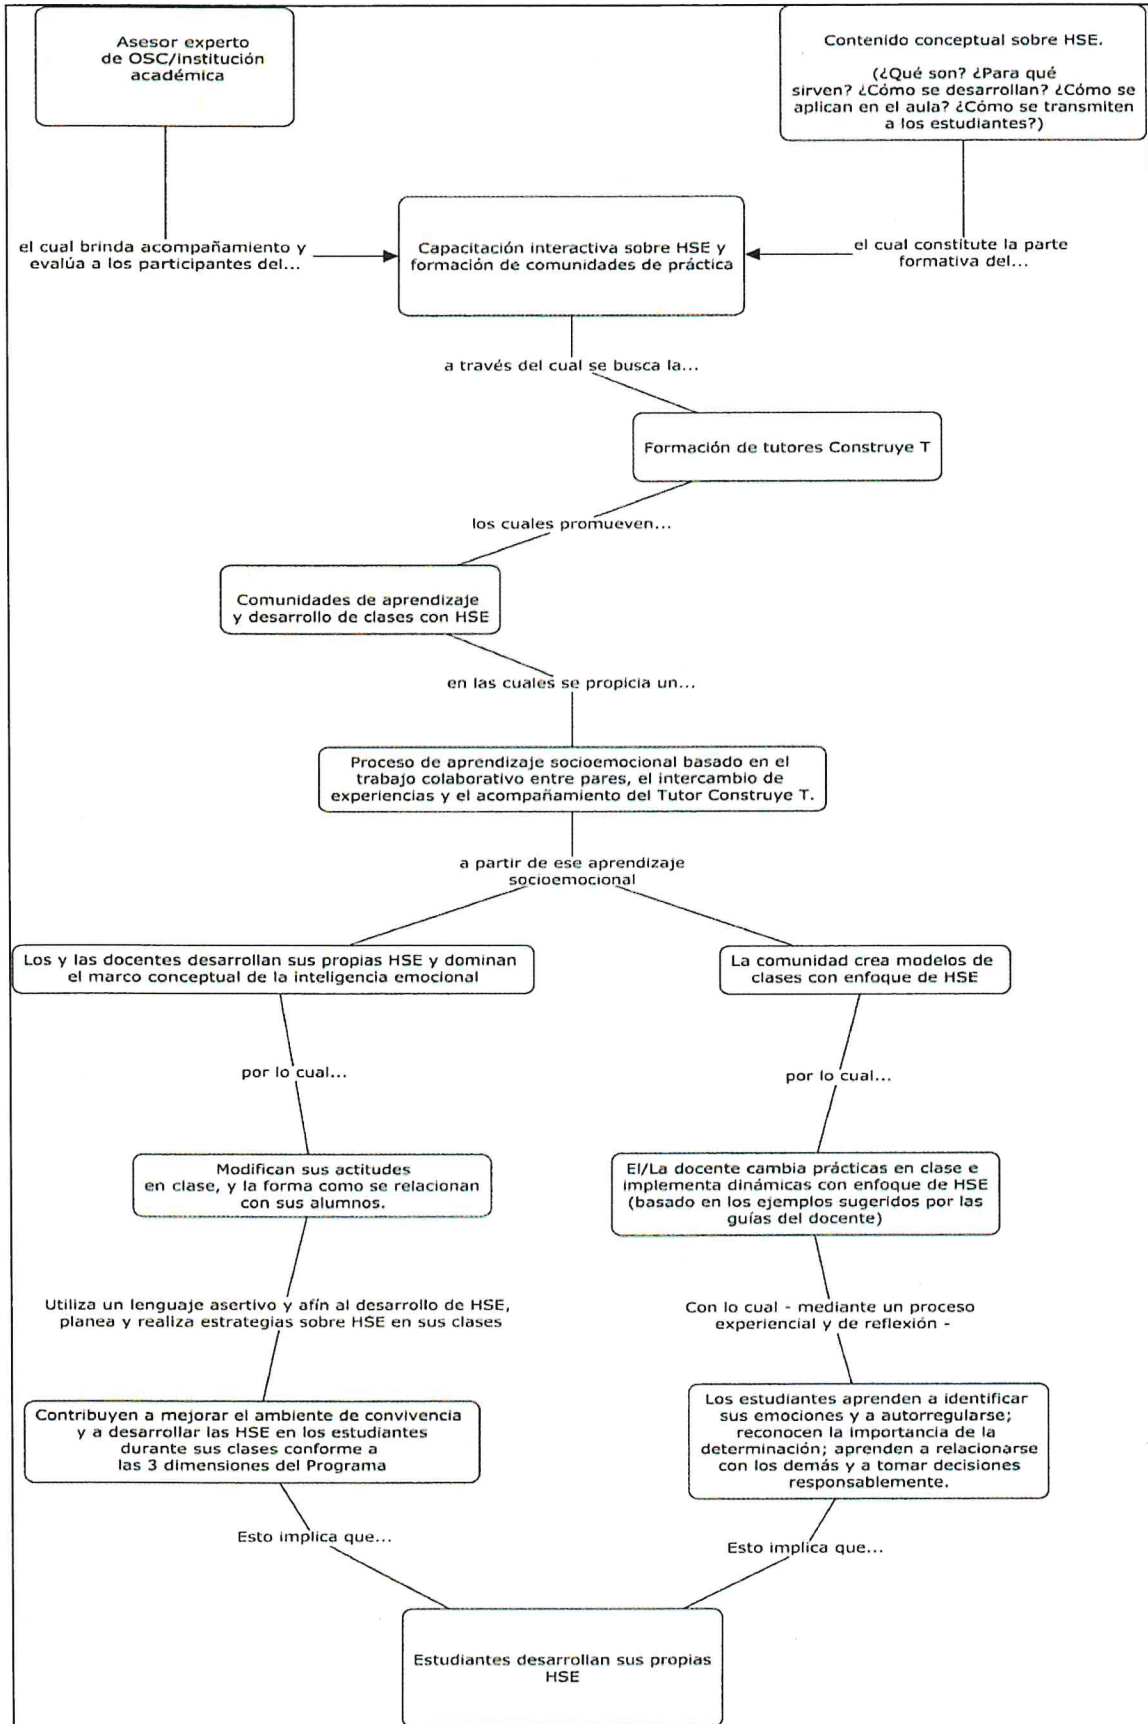 Asesor experto
de OSC/institución
académica
Contenido conceptual sobre HSE.
(¿Qué son? ¿Para qué
sirven? ¿Cómo se desarrollan? ¿Cómo se
aplican en el aula? ¿Cómo se transmiten
a los estudiantes?)
el cual brinda acompañamiento y
evalúa a los participantes del...
Capacitación interactiva sobre HSE y
formación de comunidades de práctica
el cual constitute la parte
formativa del...
a través del cual se busca la...
Formación de tutores Construye T
los cuales promueven...
Comunidades de aprendizaje
y desarrollo de clases con HSE
en las cuales se propicia un...
Proceso de aprendizaje socioemocional basado en el
trabajo colaborativo entre pares, el intercambio de
experiencias y el acompañamiento del Tutor Construye T.
a partir de ese aprendizaje
socioemocional
Los y las docentes desarrollan sus propias HSE y dominan
el marco conceptual de la inteligencia emocional
La comunidad crea modelos de
clases con enfoque de HSE
por lo cual...
por lo cual...
Modifican sus actitudes
en clase, y la forma como se relacionan
con sus alumnos.
El/La docente cambia prácticas en clase e
implementa dinámicas con enfoque de HSE
(basado en los ejemplos sugeridos por las
guías del docente)
Utiliza un lenguaje asertivo y afín al desarrollo de HSE,
planea y realiza estrategias sobre HSE en sus clases
Con lo cual - mediante un proceso
experiencial y de reflexión -
Contribuyen a mejorar el ambiente de convivencia
y a desarrollar las HSE en los estudiantes
durante sus clases conforme a
las 3 dimensiones del Programa
Los estudiantes aprenden a identificar
sus emociones y a autorregularse;
reconocen la importancia de la
determinación; aprenden a relacionarse
con los demás y a tomar decisiones
responsablemente.
Esto implica que...
Esto implica que...
Estudiantes desarrollan sus propias
HSE